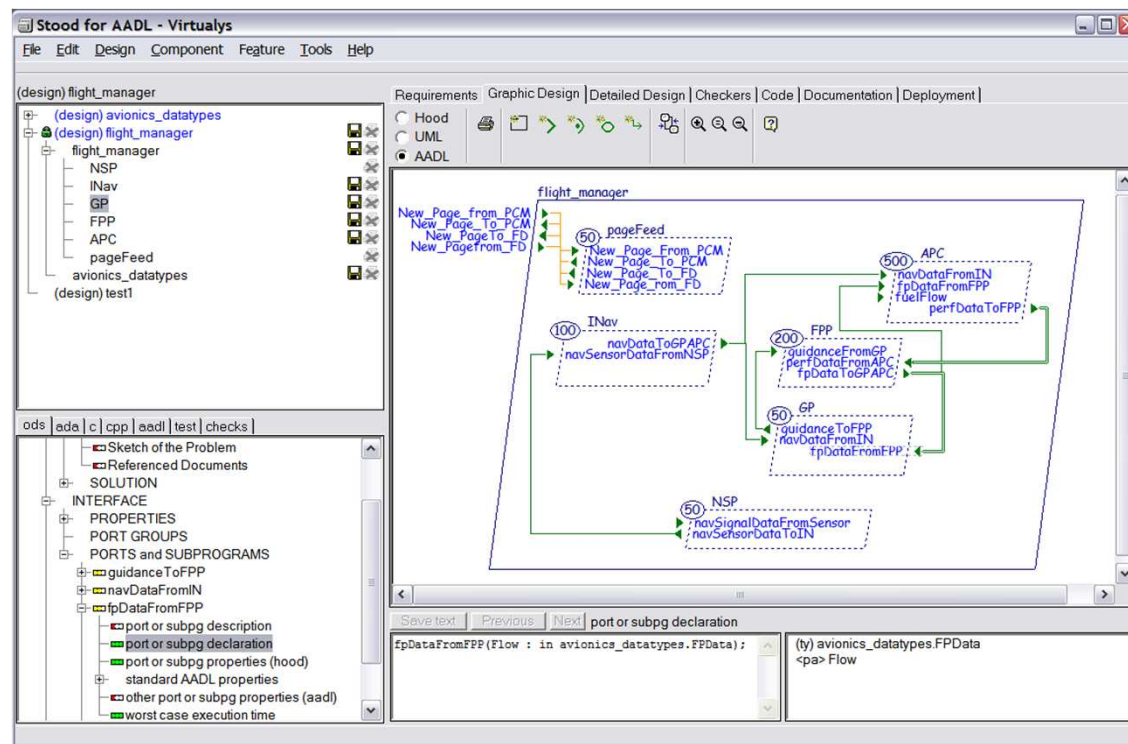 Stood for AADL - Virtualys
File Edit Design Component Feature Tools Help
(design) flight_manager
(design) avionics_datatypes
(design) flight_manager
flight_manager
NSP
INav
GP
FPP
APC
pageFeed
avionics_datatypes
(design) test1
ods ada c cpp aadl test checks
Sketch of the Problem
Referenced Documents
SOLUTION
INTERFACE
PROPERTIES
PORT GROUPS
PORTS and SUBPROGRAMS
guidanceToFPP
navDataFromIN
fpDataFromFPP
port or subpg description
port or subpg declaration
port or subpg properties (hood)
standard AADL properties
other port or subpg properties (aadl)
worst case execution time
Requirements Graphic Design Detailed Design Checkers Code Documentation Deployment
Hood
UML
AADL
flight_manager
New_Page_from_PCM
New_Page_To_PCM
New_PageTo_FD
New_Pagefrom_FD
50 pageFeed
New_Page_From_PCM
New_Page_To_PCM
New_Page_To_FD
New_Page_rom_FD
500 APC
navDataFromIN
fpDataFromFPP
fuelFlow
perfDataToFPP
100 INav
navDataToGPAPC
navSensorDataFromNSP
200 FPP
guidanceFromGP
perfDataFromAPC
fpDataToGPAPC
50 GP
guidanceToFPP
navDataFromIN
fpDataFromFPP
50 NSP
navSignalDataFromSensor
navSensorDataToIN
Save text Previous Next port or subpg declaration
fpDataFromFPP(Flow : in avionics_datatypes.FPData);
(ty) avionics_datatypes.FPData
<pa> Flow